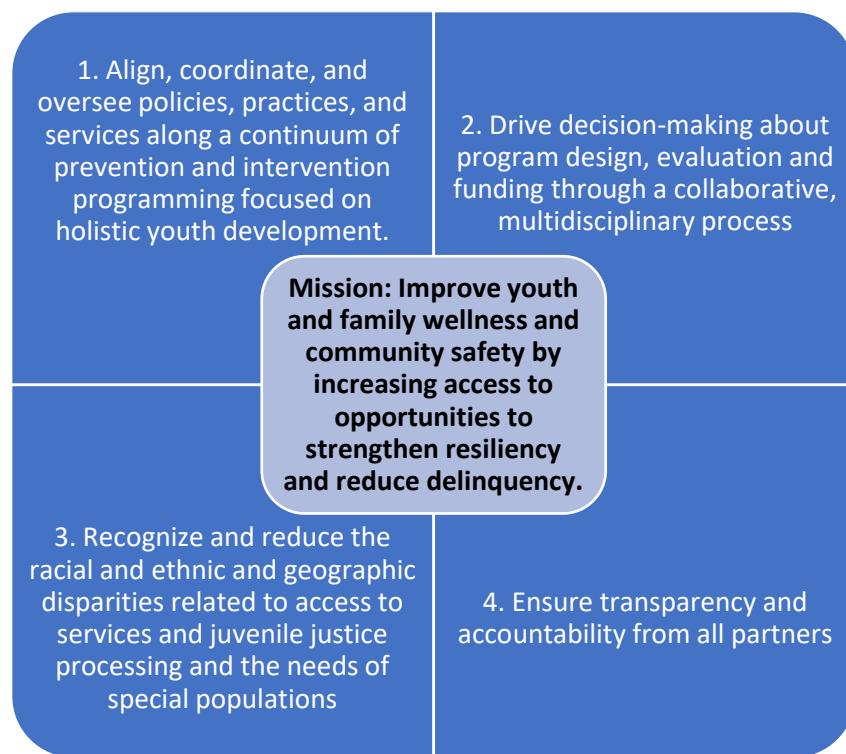 1. Align, coordinate, and
oversee policies, practices, and
services along a continuum of
prevention and intervention
programming focused on
holistic youth development.
2. Drive decision-making about
program design, evaluation and
funding through a collaborative,
multidisciplinary process
Mission: Improve youth
and family wellness and
community safety by
increasing access to
opportunities to
strengthen resiliency
and reduce delinquency.
3. Recognize and reduce the
racial and ethnic and geographic
disparities related to access to
services and juvenile justice
processing and the needs of
special populations
4. Ensure transparency and
accountability from all partners